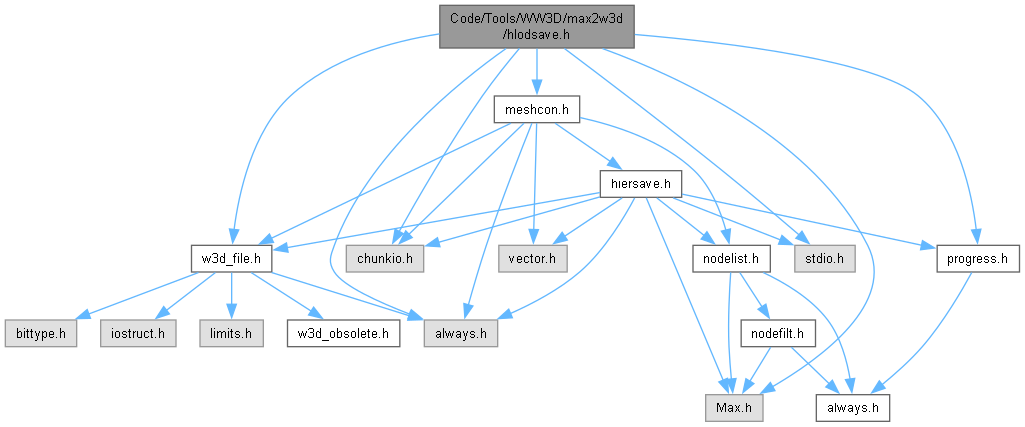 Code/Tools/WW3D/max2w3d
/hlodsave.h
meshcon.h
hiersave.h
w3d_file.h
chunkio.h
vector.h
nodelist.h
stdio.h
progress.h
bittype.h
iostruct.h
limits.h
w3d_obsolete.h
always.h
nodefilt.h
Max.h
always.h